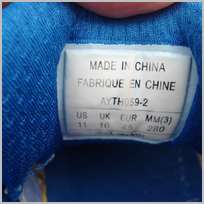 MADE IN CHINA
FABRIQUE EN CHINE
AYTH059-2
US UK EUR MM(3)
11 10 45 280